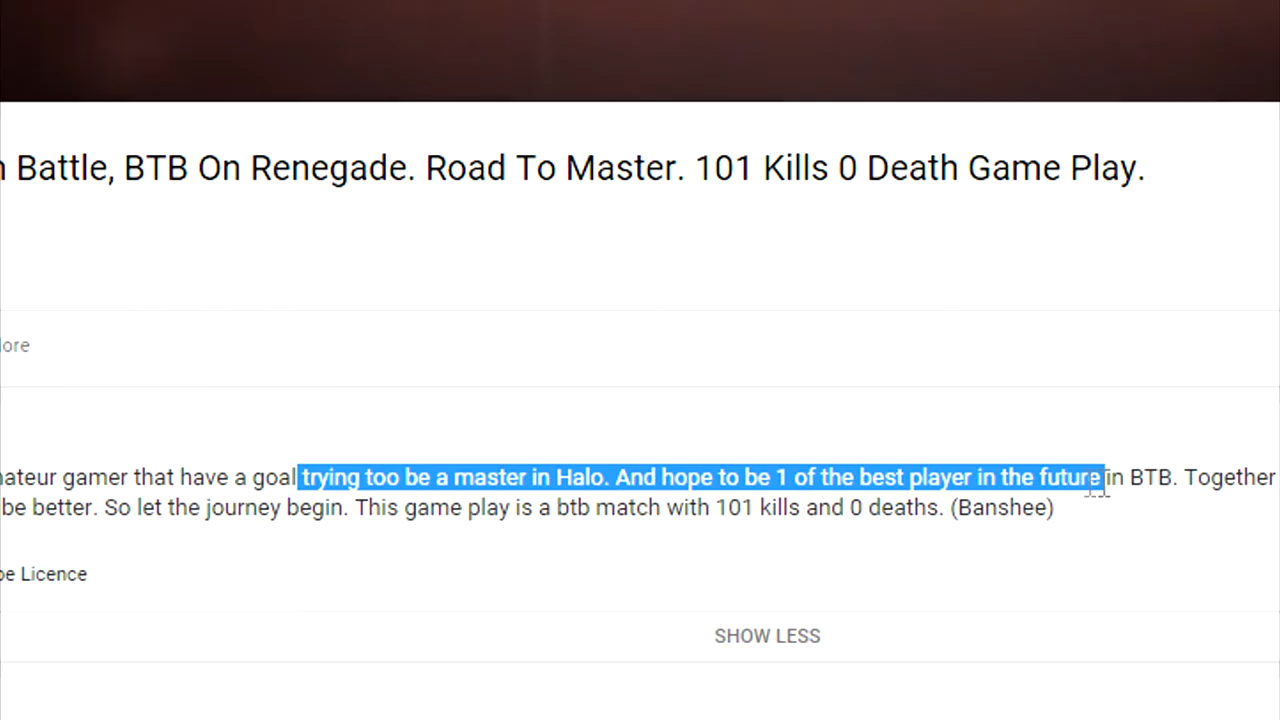 Battle, BTB On Renegade. Road To Master. 101 Kills 0 Death Game Play.
ore
ateur gamer that have a goal trying too be a master in Halo. And hope to be 1 of the best player in the future in BTB. Together
be better. So let the journey begin. This game play is a btb match with 101 kills and 0 deaths. (Banshee)
be Licence
SHOW LESS